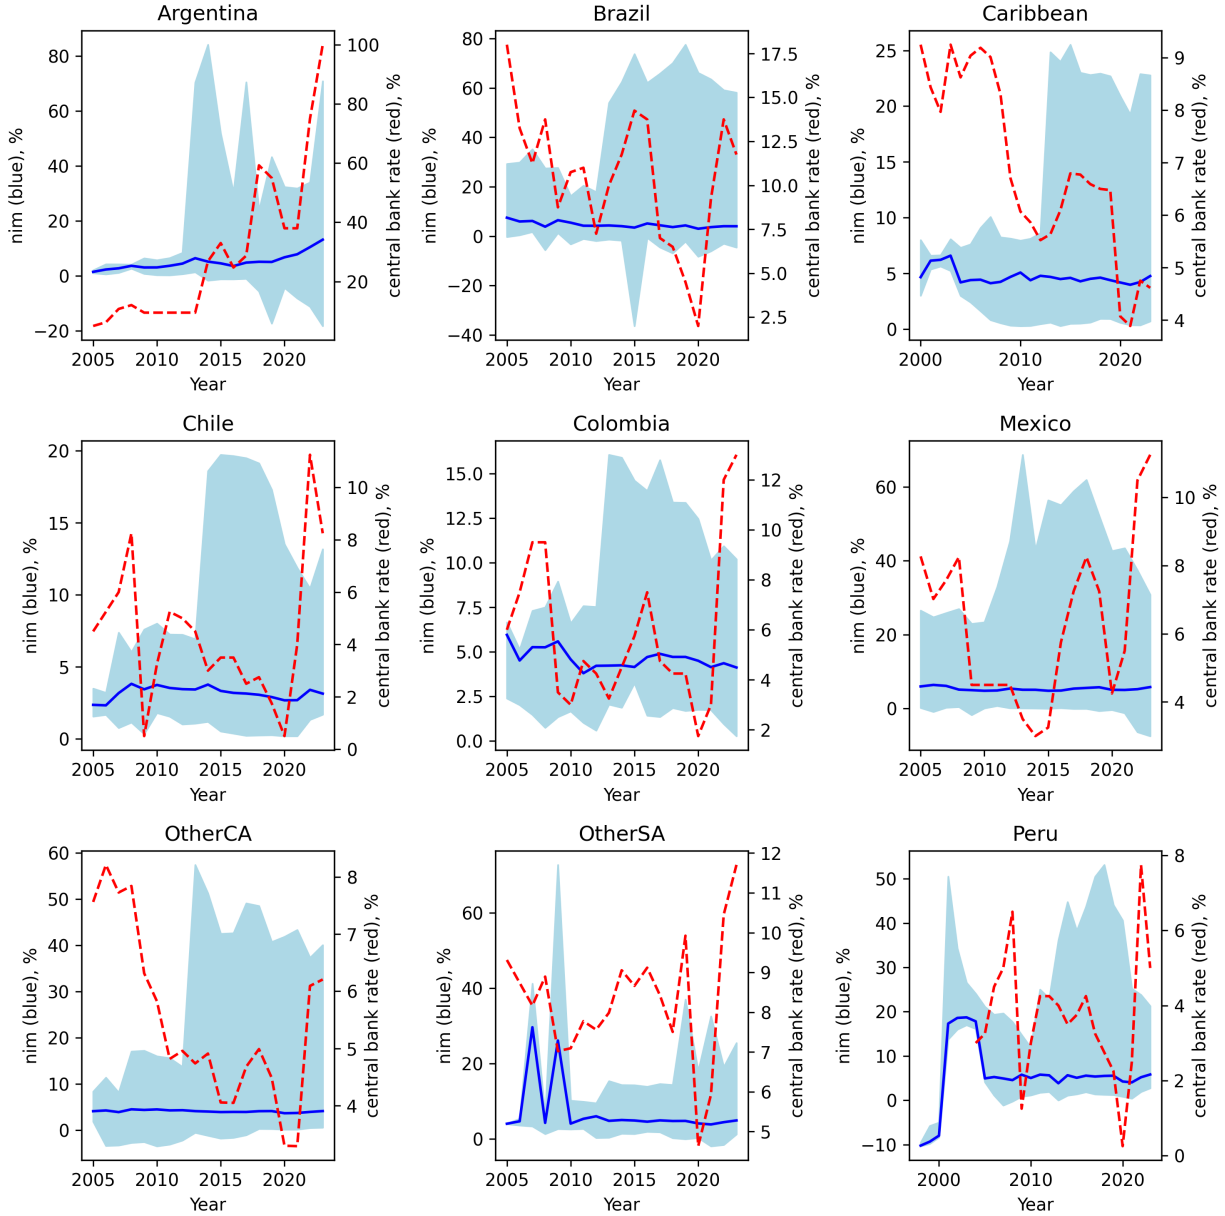 Argentina
80
60
40
20
0
−20
nim (blue), %
100
80
60
40
20
central bank rate (red), %
2005 2010 2015 2020
Year
Brazil
80
60
40
20
0
−20
−40
nim (blue), %
17.5
15.0
12.5
10.0
7.5
5.0
2.5
central bank rate (red), %
2005 2010 2015 2020
Year
Caribbean
25
20
15
10
5
0
nim (blue), %
9
8
7
6
5
4
central bank rate (red), %
2000 2010 2020
Year
Chile
20
15
10
5
0
nim (blue), %
10
8
6
4
2
0
central bank rate (red), %
2005 2010 2015 2020
Year
Colombia
15.0
12.5
10.0
7.5
5.0
2.5
0.0
nim (blue), %
12
10
8
6
4
2
central bank rate (red), %
2005 2010 2015 2020
Year
Mexico
60
40
20
0
nim (blue), %
10
8
6
4
central bank rate (red), %
2005 2010 2015 2020
Year
OtherCA
60
50
40
30
20
10
0
nim (blue), %
8
7
6
5
4
central bank rate (red), %
2005 2010 2015 2020
Year
OtherSA
60
40
20
0
nim (blue), %
12
11
10
9
8
7
6
5
central bank rate (red), %
2005 2010 2015 2020
Year
Peru
50
40
30
20
10
0
−10
nim (blue), %
8
6
4
2
0
central bank rate (red), %
2000 2010 2020
Year